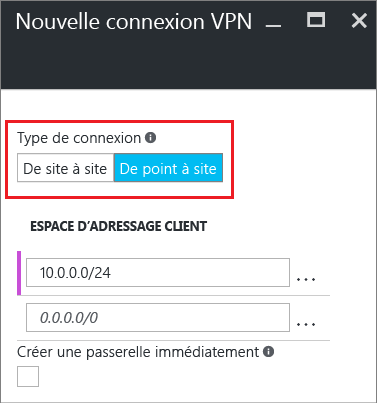 Nouvelle connexion VPN
Type de connexion
De site à site De point à site
ESPACE D'ADRESSAGE CLIENT
10.0.0.0/24 ...
0.0.0.0/0 ...
Créer une passerelle immédiatement